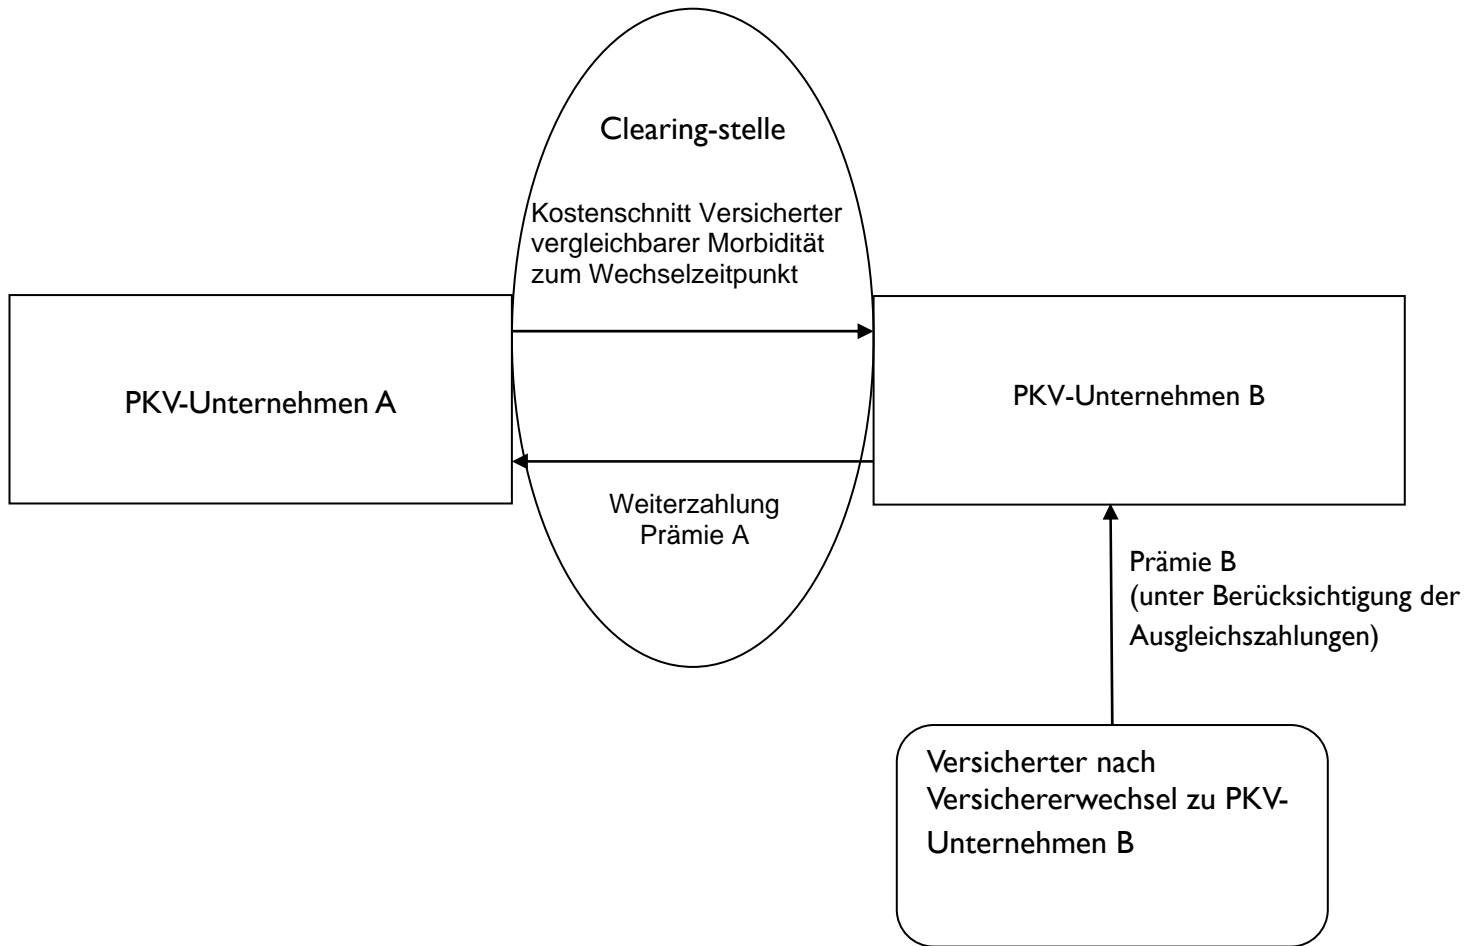 Clearing-stelle
Kostenschnitt Versicherter
vergleichbarer Morbidität
zum Wechselzeitpunkt
PKV-Unternehmen A
PKV-Unternehmen B
Weiterzahlung
Prämie A
Prämie B
(unter Berücksichtigung der
Ausgleichszahlungen)
Versicherter nach
Versichererwechsel zu PKV-
Unternehmen B